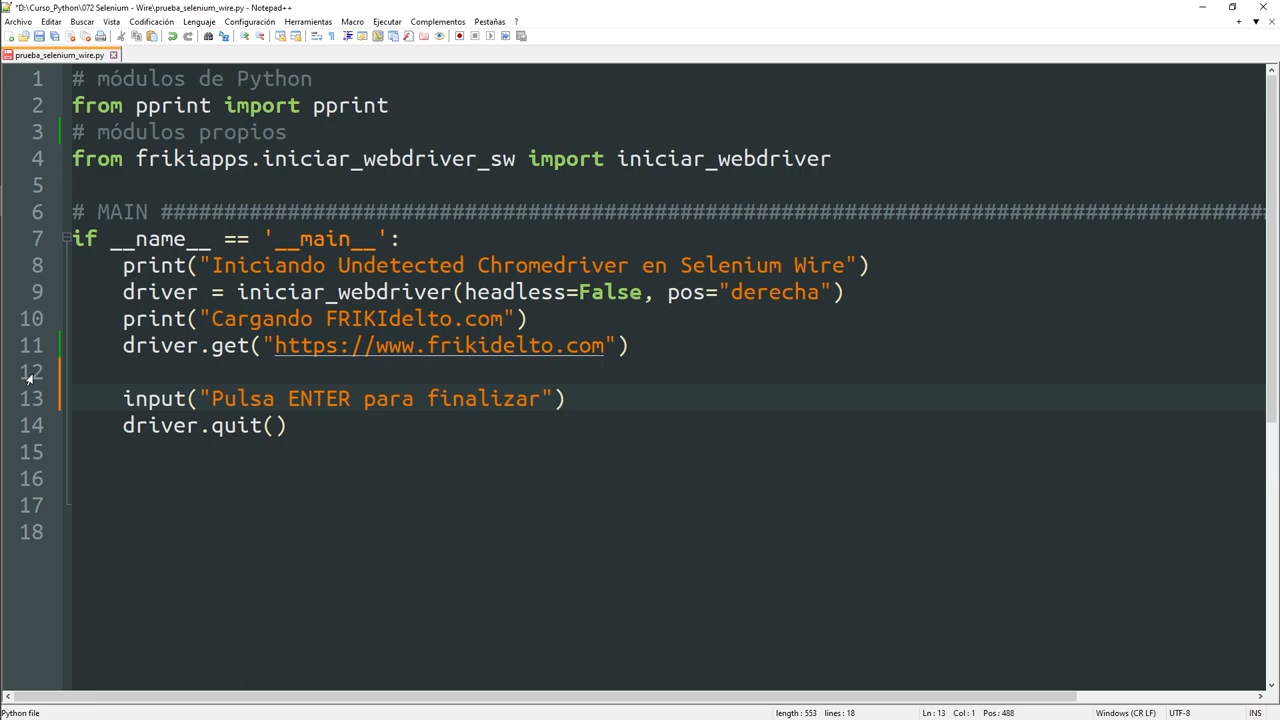 *D:\Curso_Python\072 Selenium - Wire\prueba_selenium_wire.py - Notepad++
Archivo Editar Buscar Vista Codificación Lenguaje Configuración Herramientas Macro Ejecutar Complementos Pestañas ?
prueba_selenium_wire.py
1 # módulos de Python
2 from pprint import pprint
3 # módulos propios
4 from frikiapps.iniciar_webdriver_sw import iniciar_webdriver
5
6 # MAIN ########################################################################################
7 if __name__ == '__main__':
8 print("Iniciando Undetected Chromedriver en Selenium Wire")
9 driver = iniciar_webdriver(headless=False, pos="derecha")
10 print("Cargando FRIKIdelto.com")
11 driver.get("https://www.frikidelto.com")
12
13 input("Pulsa ENTER para finalizar")
14 driver.quit()
15
16
17
18
Python file length : 553 lines : 18 Ln : 13 Col : 1 Pos : 488 Windows (CR LF) UTF-8 INS